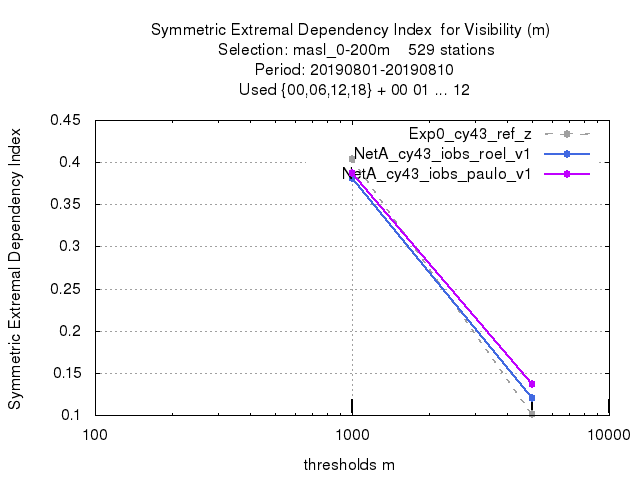 Symmetric Extremal Dependency Index  for Visibility (m)
Selection: masl_0-200m    529 stations
Period: 20190801-20190810
Used {00,06,12,18} + 00 01 ... 12
Symmetric Extremal Dependency Index
0.45
0.4
0.35
0.3
0.25
0.2
0.15
0.1
Exp0_cy43_ref_z
NetA_cy43_iobs_roel_v1
NetA_cy43_iobs_paulo_v1
100
1000
10000
thresholds m